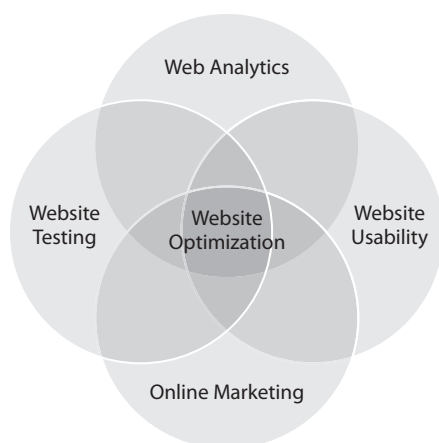 Web Analytics
Website
Testing
Website
Optimization
Website
Usability
Online Marketing